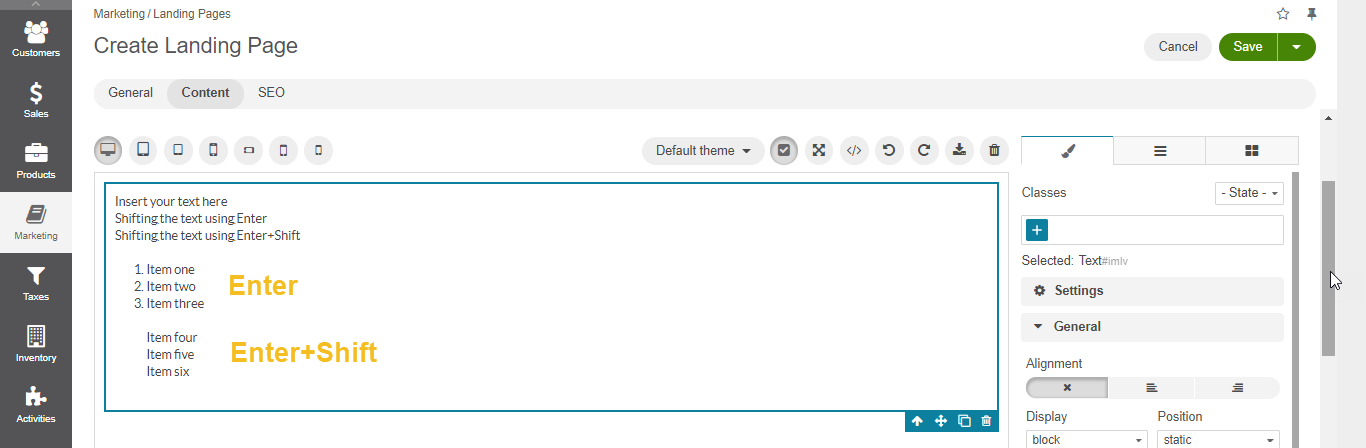 Marketing / Landing Pages
Create Landing Page
Cancel
Save
General
Content
SEO
Customers
Sales
Products
Marketing
Taxes
Inventory
Activities
Default theme
Insert your text here
Shifting the text using Enter
Shifting the text using Enter+Shift
1. Item one
2. Item two
3. Item three
Enter
Item four
Item five
Item six
Enter+Shift
Classes
- State -
Selected: Text#imlv
Settings
General
Alignment
Display
Position
block
static